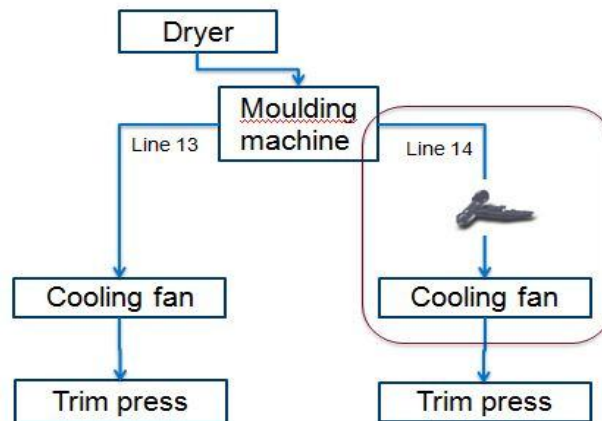 Dryer
Moulding
machine
Line 13
Line 14
Cooling fan
Cooling fan
Trim press
Trim press